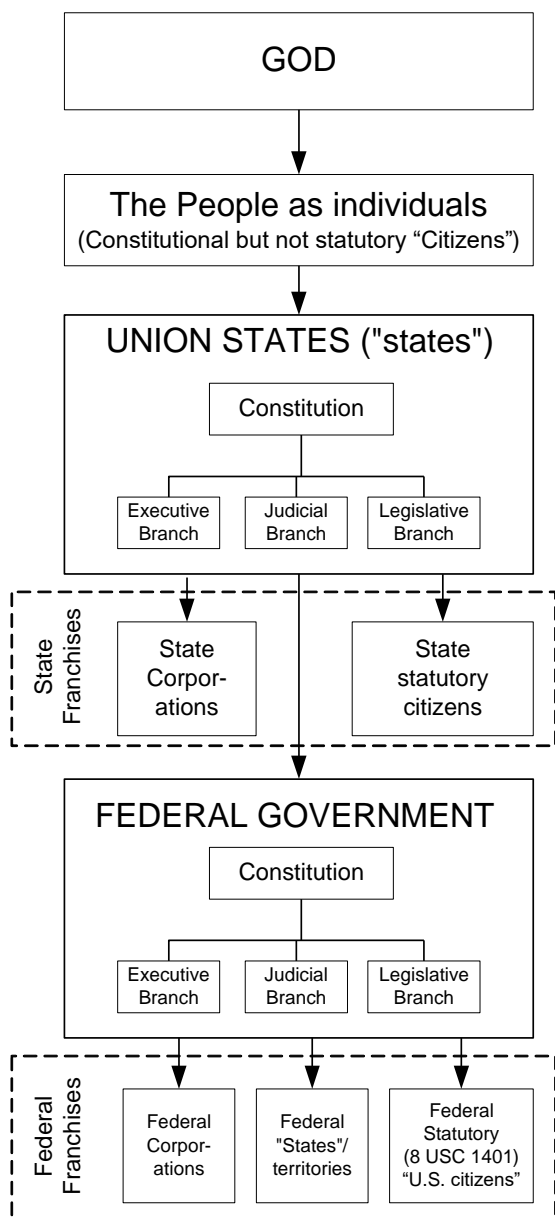 GOD
The People as individuals
(Constitutional but not statutory “Citizens”)
UNION STATES ("states")
Constitution
Executive
Branch
Judicial
Branch
Legislative
Branch
State
Franchises
State
Corpor-
ations
State
statutory
citizens
FEDERAL GOVERNMENT
Constitution
Executive
Branch
Judicial
Branch
Legislative
Branch
Federal
Franchises
Federal
Corpor-
ations
Federal
"States"/
territories
Federal
Statutory
(8 USC 1401)
“U.S. citizens”